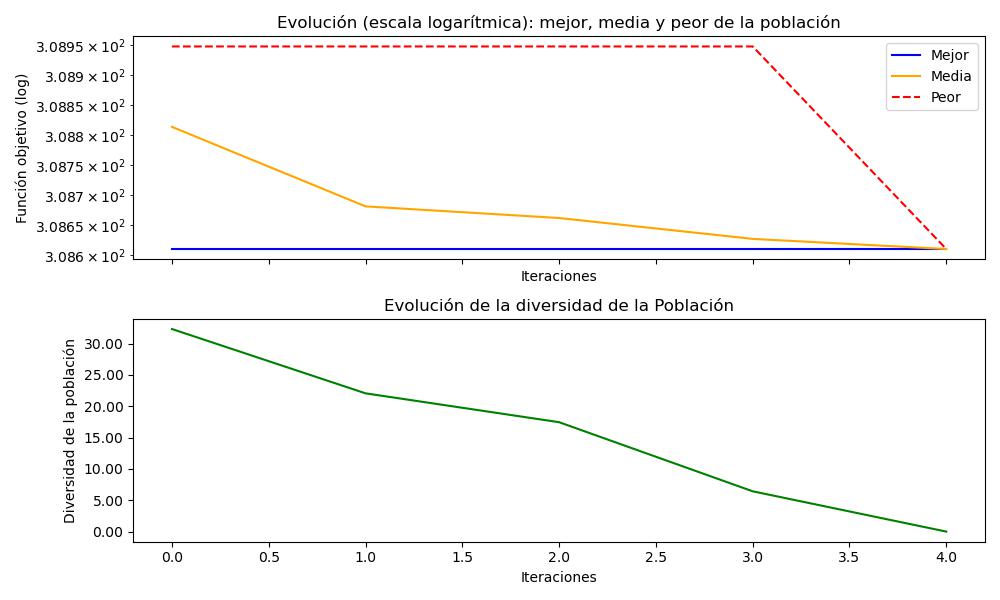 Evolución (escala logarítmica): mejor, media y peor de la población
Función objetivo (log)
3.0895 × 10²
3.089 × 10²
3.0885 × 10²
3.088 × 10²
3.0875 × 10²
3.087 × 10²
3.0865 × 10²
3.086 × 10²
Mejor
Media
Peor
Iteraciones
Evolución de la diversidad de la Población
Diversidad de la población
30.00
25.00
20.00
15.00
10.00
5.00
0.00
0.0 0.5 1.0 1.5 2.0 2.5 3.0 3.5 4.0
Iteraciones